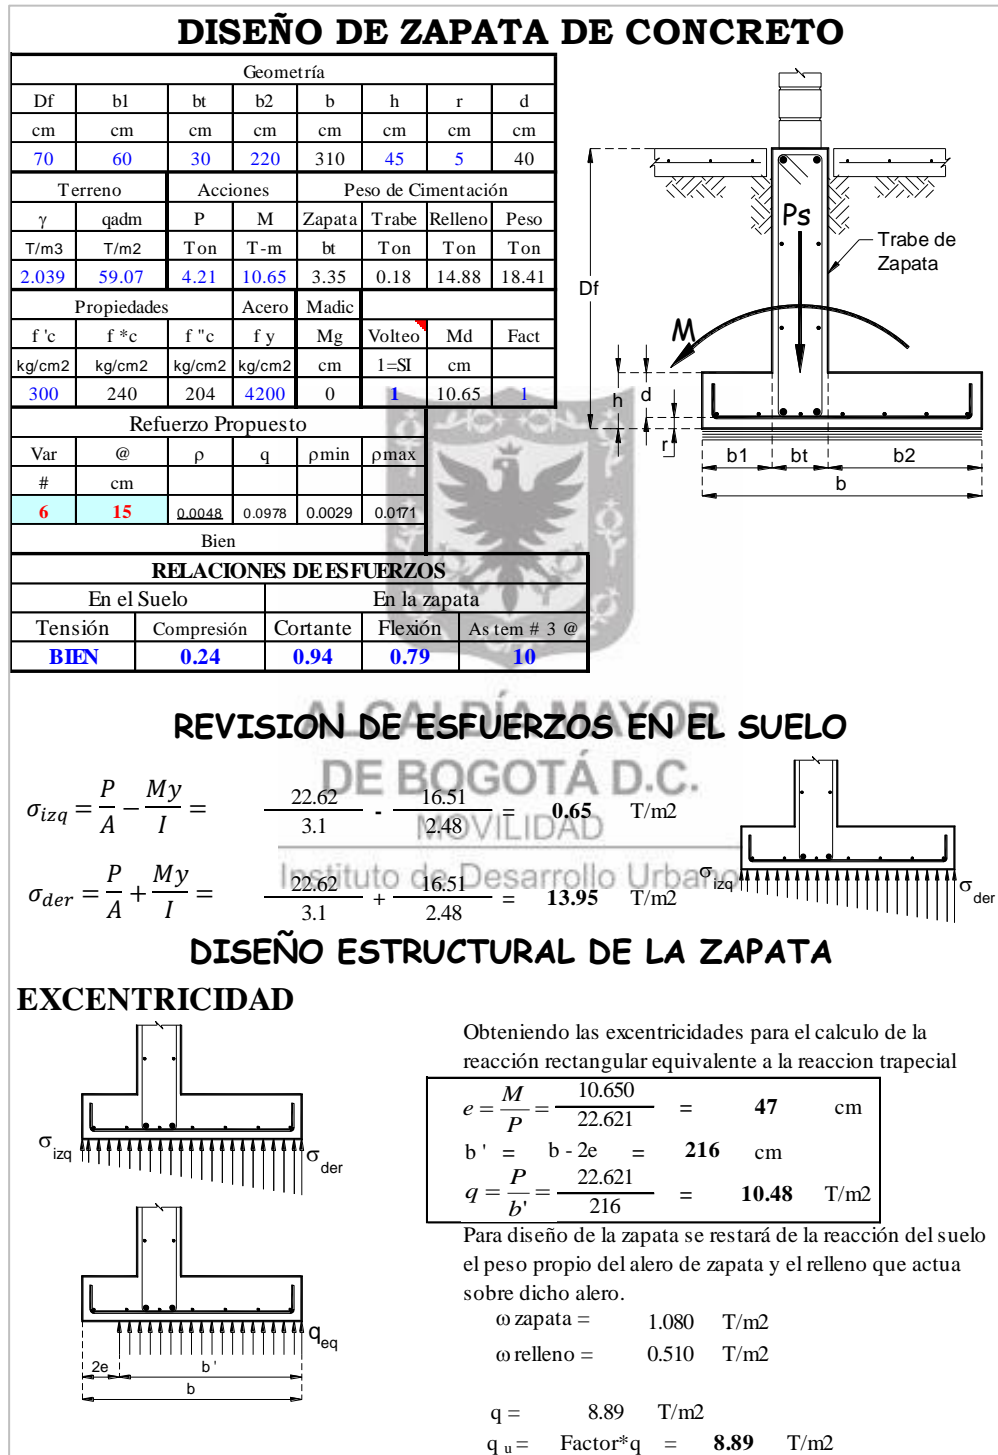 DISEÑO DE ZAPATA DE CONCRETO
Geometría
Df b1 bt b2 b h r d
cm cm cm cm cm cm cm cm
70 60 30 220 310 45 5 40
Terreno Acciones Peso de Cimentación
γ qadm P M Zapata Trabe Relleno Peso
T/m3 T/m2 Ton T-m bt Ton Ton Ton
2.039 59.07 4.21 10.65 3.35 0.18 14.88 18.41
Propiedades Acero Madic
f 'c f *c f "c f y Mg Volteo Md Fact
kg/cm2 kg/cm2 kg/cm2 kg/cm2 cm 1=SI cm
300 240 204 4200 0 1 10.65 1
Refuerzo Propuesto
Var @ ρ q ρmin ρmax
# cm
6 15 0.0048 0.0978 0.0029 0.0171
Bien
RELACIONES DE ESFUERZOS
En el Suelo En la zapata
Tensión Compresión Cortante Flexión As tem # 3 @
BIEN 0.24 0.94 0.79 10
Ps
Trabe de
Zapata
Df
M
h d
r
b1 bt b2
b
ALCALDÍA MAYOR
DE BOGOTÁ D.C.
MOVILIDAD
Instituto de Desarrollo Urbano
REVISION DE ESFUERZOS EN EL SUELO
σizq = P/A − My/I = 22.62/3.1 - 16.51/2.48 = 0.65 T/m2
σder = P/A + My/I = 22.62/3.1 + 16.51/2.48 = 13.95 T/m2
σizq σder
DISEÑO ESTRUCTURAL DE LA ZAPATA
EXCENTRICIDAD
σizq σder
Obteniendo las excentricidades para el calculo de la
reacción rectangular equivalente a la reaccion trapecial
e = M/P = 10.650/22.621 = 47 cm
b ' = b - 2e = 216 cm
q = P/b' = 22.621/216 = 10.48 T/m2
Para diseño de la zapata se restará de la reacción del suelo
el peso propio del alero de zapata y el relleno que actua
sobre dicho alero.
ω zapata = 1.080 T/m2
ω relleno = 0.510 T/m2
qeq
2e b '
b
q = 8.89 T/m2
q u = Factor*q = 8.89 T/m2